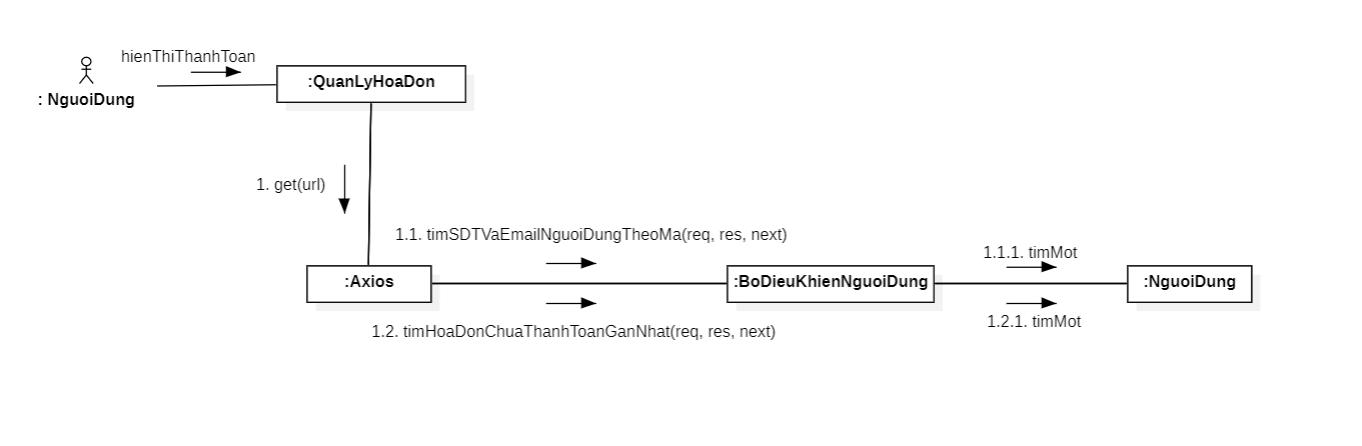 hienThiThanhToan
: NguoiDung
:QuanLyHoaDon
1. get(url)
1.1. timSDTVaEmailNguoiDungTheoMa(req, res, next)
1.1.1. timMot
:Axios
:BoDieuKhienNguoiDung
:NguoiDung
1.2. timHoaDonChuaThanhToanGanNhat(req, res, next)
1.2.1. timMot